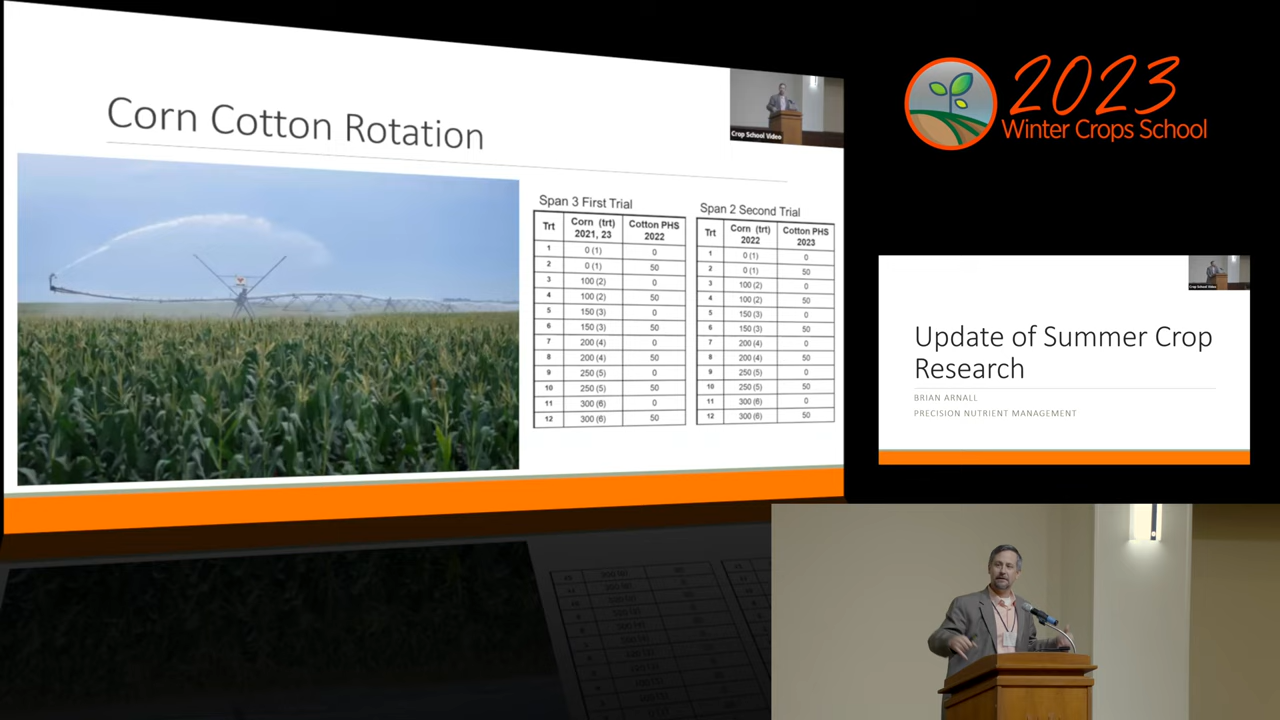 Corn Cotton Rotation
Crop School Video
Span 3 First Trial
Trt Corn (trt) 2021, 23 Cotton PHS 2022
1 0 (1) 0
2 0 (1) 50
3 100 (2) 0
4 100 (2) 50
5 150 (3) 0
6 150 (3) 50
7 200 (4) 0
8 200 (4) 50
9 250 (5) 0
10 250 (5) 50
11 300 (6) 0
12 300 (6) 50
Span 2 Second Trial
Trt Corn (trt) 2022 Cotton PHS 2023
1 0 (1) 0
2 0 (1) 50
3 100 (2) 0
4 100 (2) 50
5 150 (3) 0
6 150 (3) 50
7 200 (4) 0
8 200 (4) 50
9 250 (5) 0
10 250 (5) 50
11 300 (6) 0
12 300 (6) 50
2023
Winter Crops School
Crop School Video
Update of Summer Crop
Research
BRIAN ARNALL
PRECISION NUTRIENT MANAGEMENT